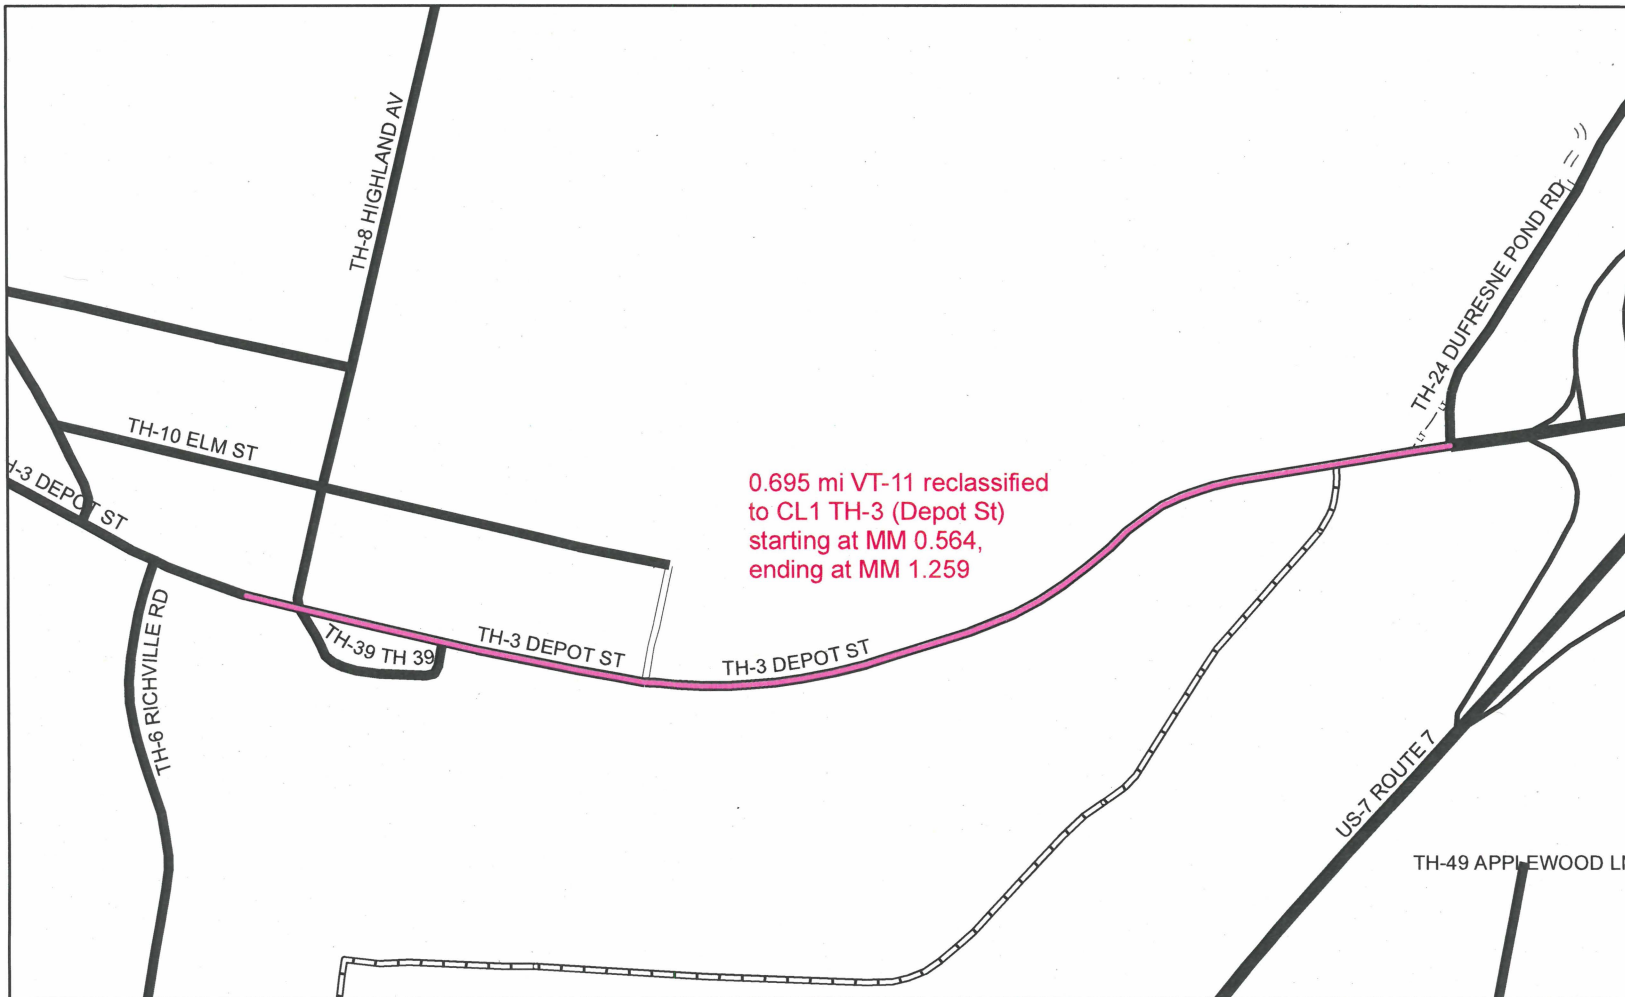 TH-8 HIGHLAND AV
TH-24 DUFRESNE POND RD
LT
LT
TH-10 ELM ST
H-3 DEPOT ST
0.695 mi VT-11 reclassified
to CL1 TH-3 (Depot St)
starting at MM 0.564,
ending at MM 1.259
TH-6 RICHVILLE RD
TH-39 TH 39
TH-3 DEPOT ST
TH-3 DEPOT ST
US-7 ROUTE 7
TH-49 APPLEWOOD LN